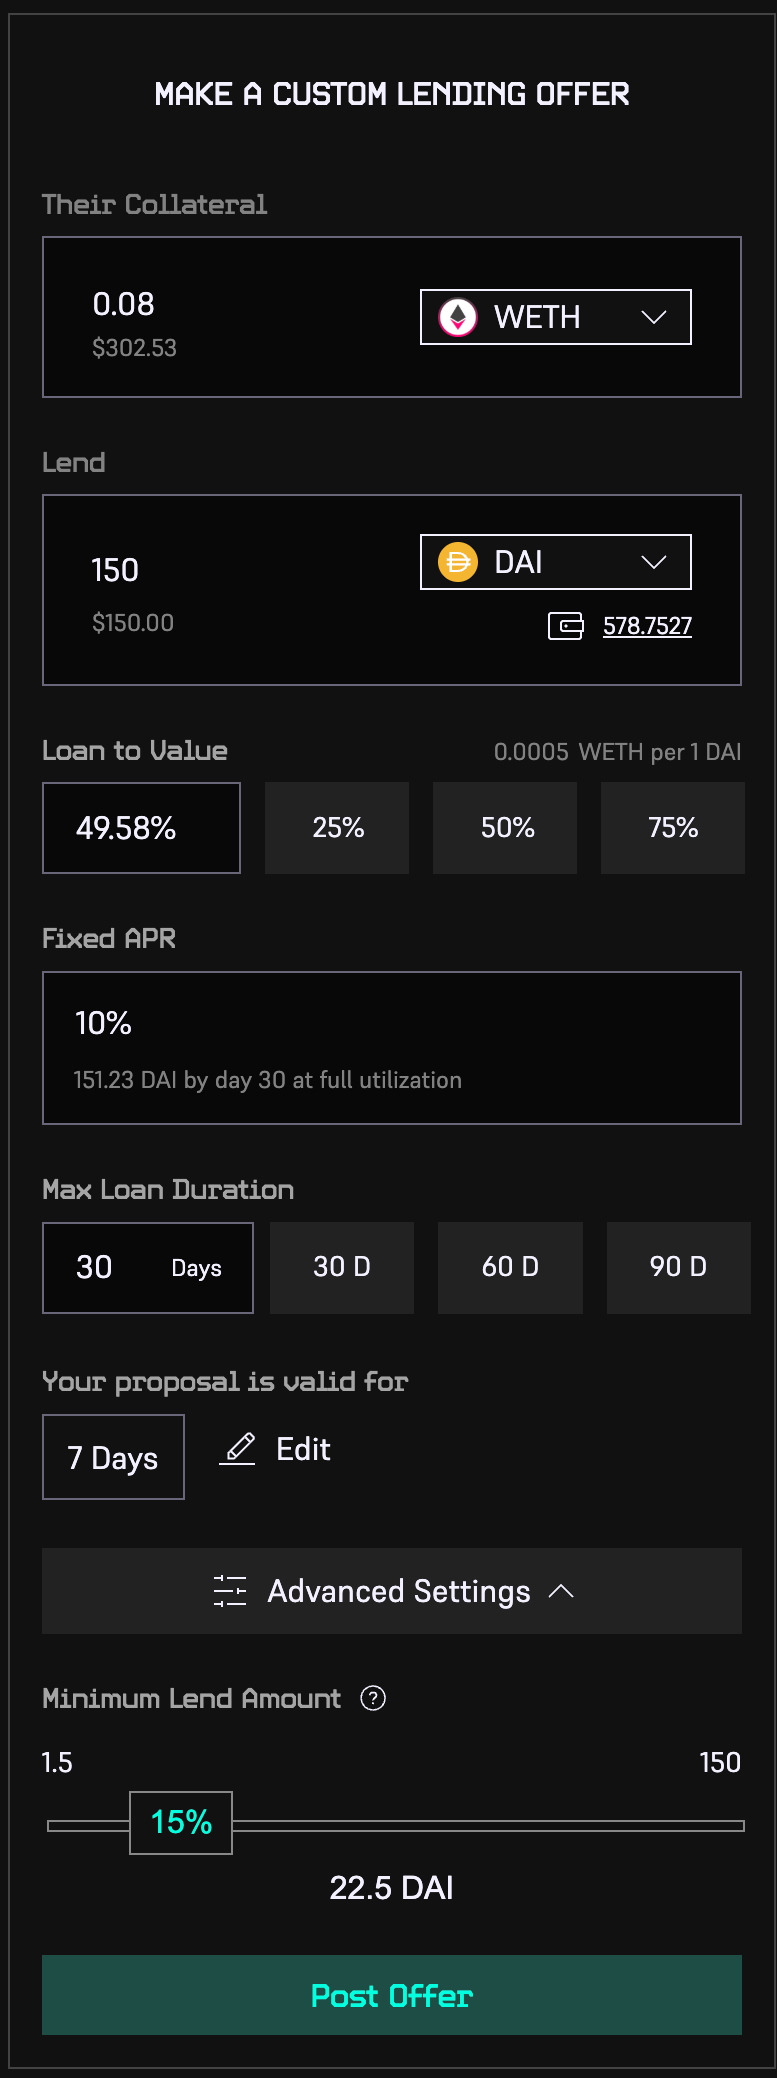 MAKE A CUSTOM LENDING OFFER
Their Collateral
0.08
$302.53
WETH
Lend
150
$150.00
DAI
578.7527
Loan to Value
0.0005 WETH per 1 DAI
49.58%
25%
50%
75%
Fixed APR
10%
151.23 DAI by day 30 at full utilization
Max Loan Duration
30 Days
30 D
60 D
90 D
Your proposal is valid for
7 Days
Edit
Advanced Settings
Minimum Lend Amount ?
1.5
150
15%
22.5 DAI
Post Offer